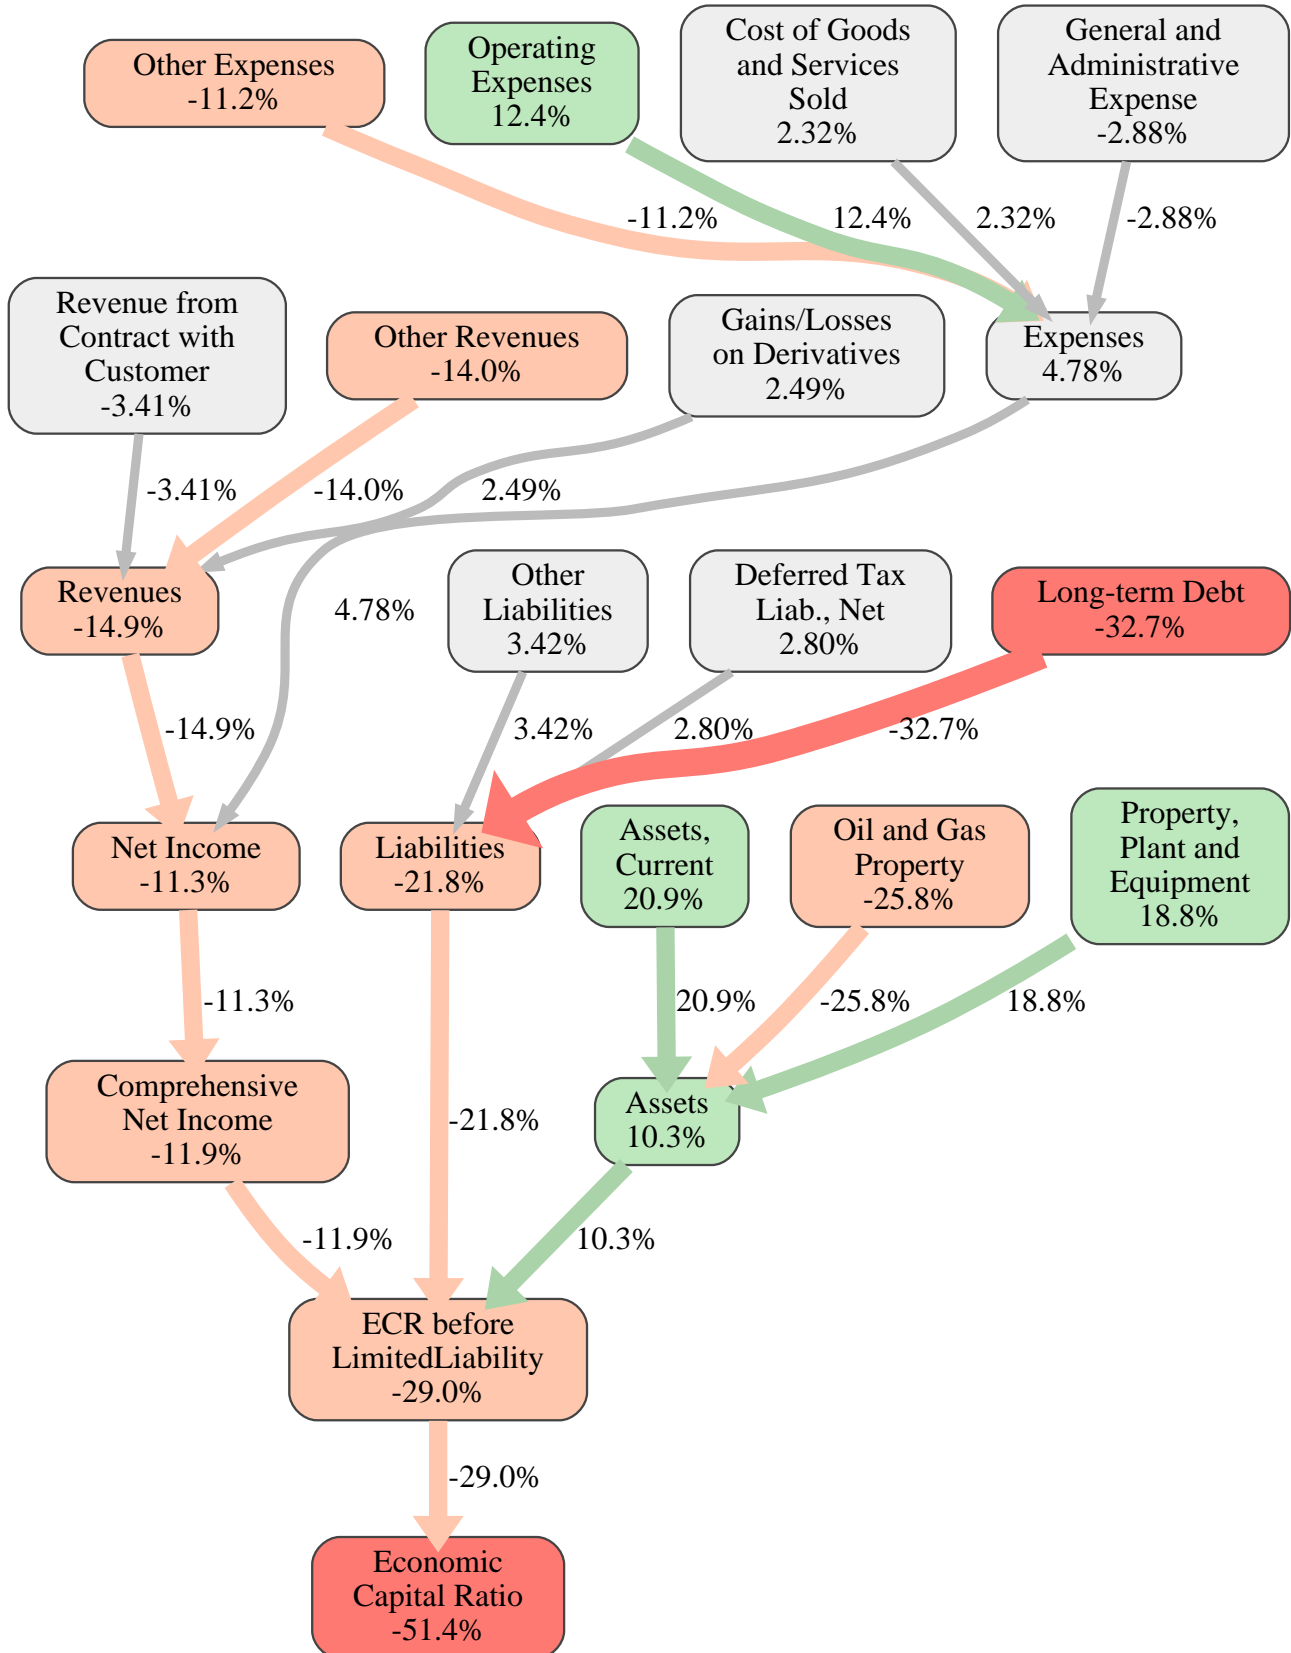 Other Expenses
-11.2%
Operating
Expenses
12.4%
Cost of Goods
and Services
Sold
2.32%
General and
Administrative
Expense
-2.88%
-11.2%
12.4%
2.32%
-2.88%
Revenue from
Contract with
Customer
-3.41%
Other Revenues
-14.0%
Gains/Losses
on Derivatives
2.49%
Expenses
4.78%
-3.41%
-14.0%
2.49%
Revenues
-14.9%
4.78%
Other
Liabilities
3.42%
Deferred Tax
Liab., Net
2.80%
Long-term Debt
-32.7%
-14.9%
3.42%
2.80%
-32.7%
Net Income
-11.3%
Liabilities
-21.8%
Assets,
Current
20.9%
Oil and Gas
Property
-25.8%
Property,
Plant and
Equipment
18.8%
-11.3%
20.9%
-25.8%
18.8%
Comprehensive
Net Income
-11.9%
-21.8%
Assets
10.3%
-11.9%
10.3%
ECR before
LimitedLiability
-29.0%
-29.0%
Economic
Capital Ratio
-51.4%